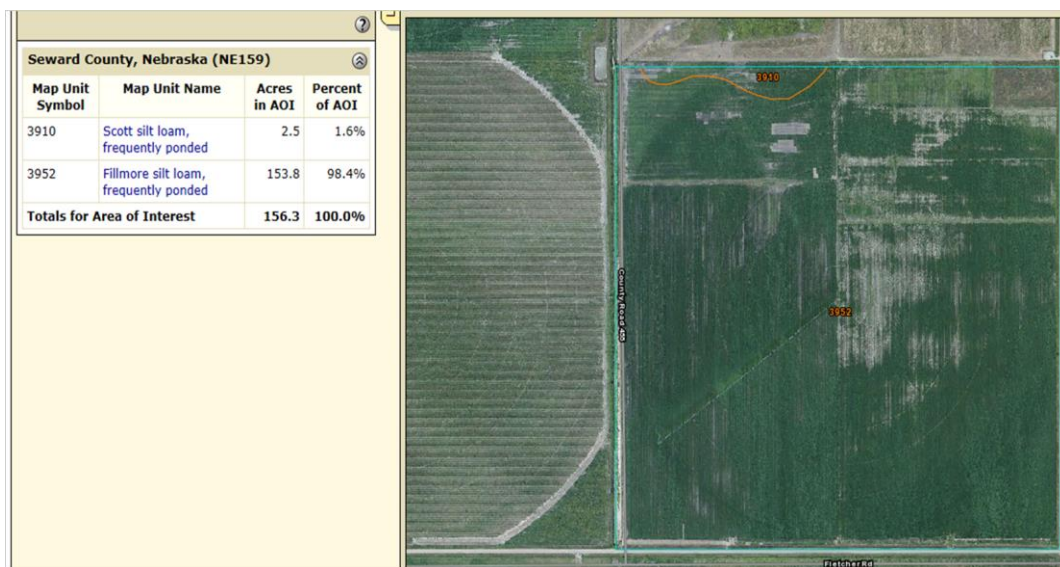 Seward County, Nebraska (NE159)
Map Unit Symbol Map Unit Name Acres in AOI Percent of AOI
3910 Scott silt loam, frequently ponded 2.5 1.6%
3952 Fillmore silt loam, frequently ponded 153.8 98.4%
Totals for Area of Interest 156.3 100.0%
3910
County Road 455
3952
Fletcher Rd